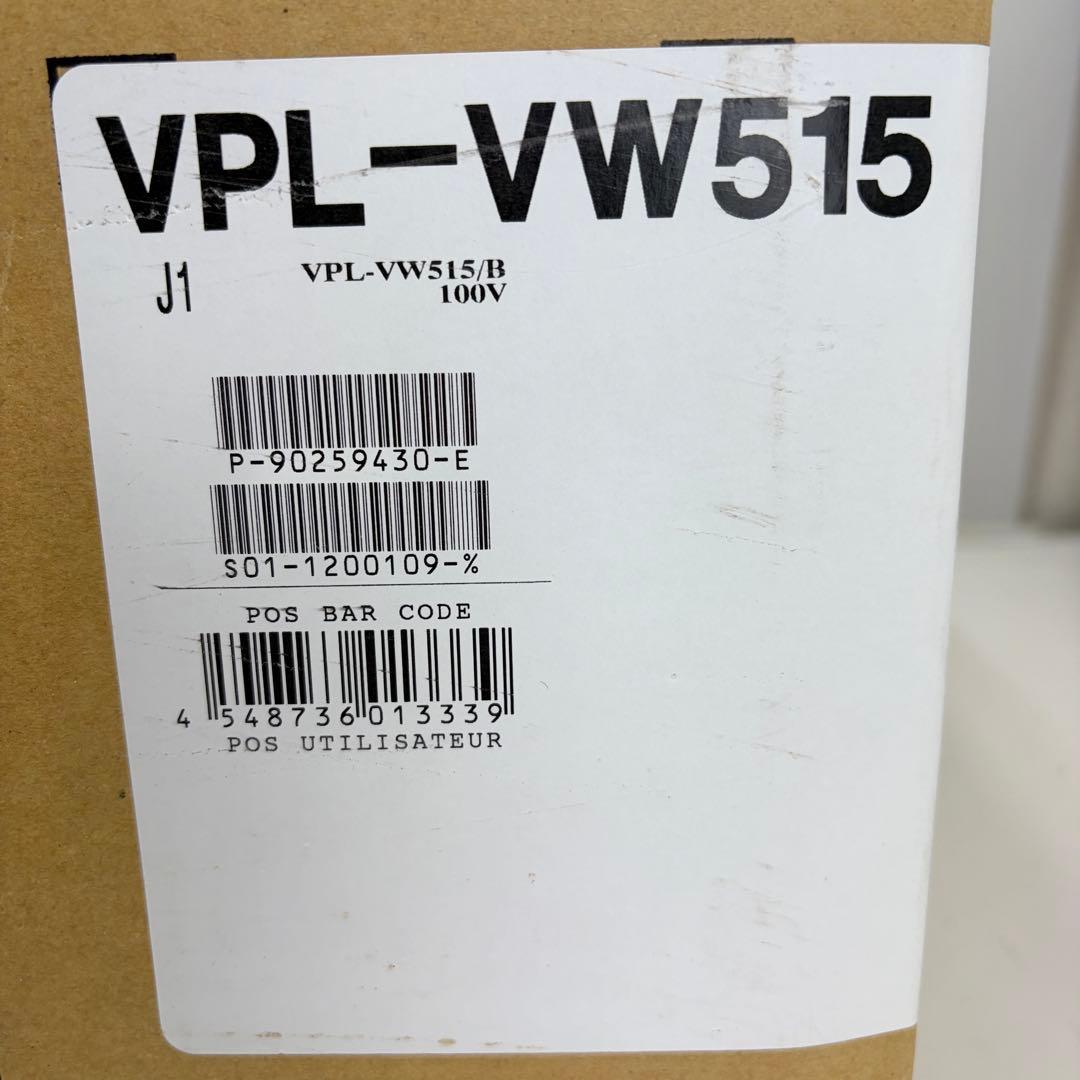 VPL-VW515
J1
VPL-VW515/B
100V
P-90259430-E
S01-1200109-%
POS BAR CODE
4 548736 013339
POS UTILISATEUR